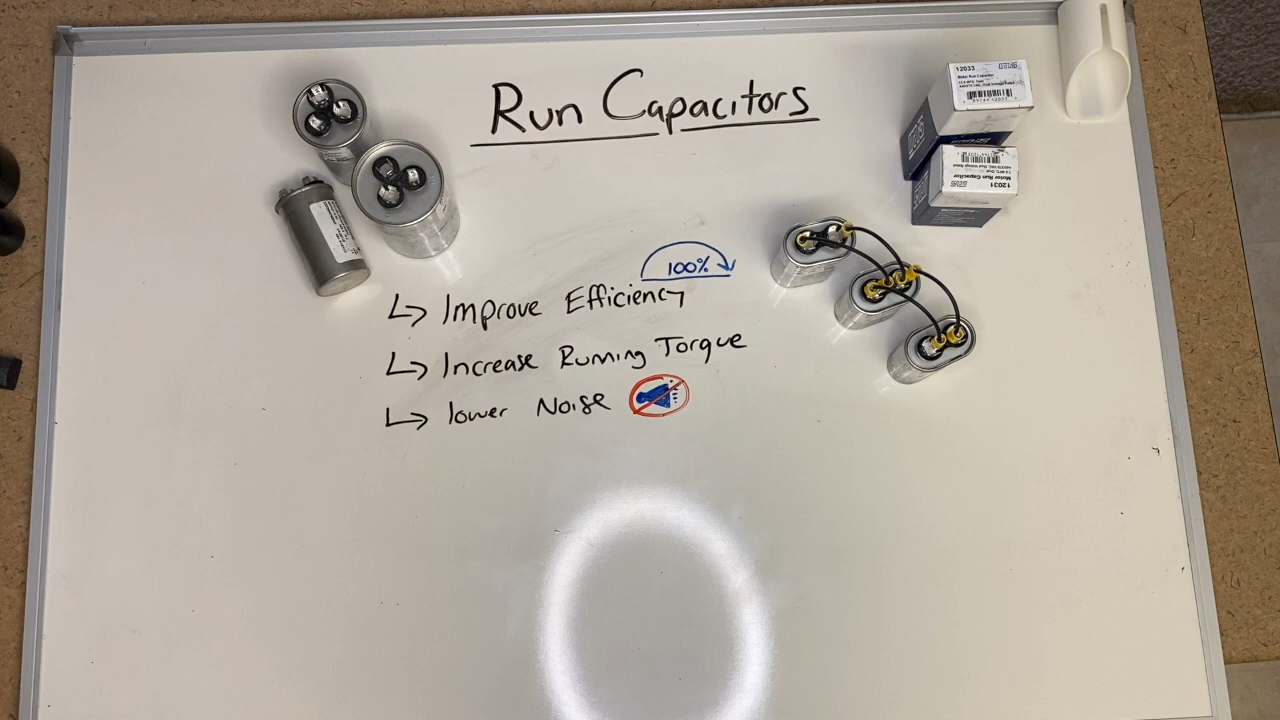 Run Capacitors
12033
Motor Run Capacitor
12031
Motor Run Capacitor
100%
Improve Efficiency
Increase Running Torque
lower Noise